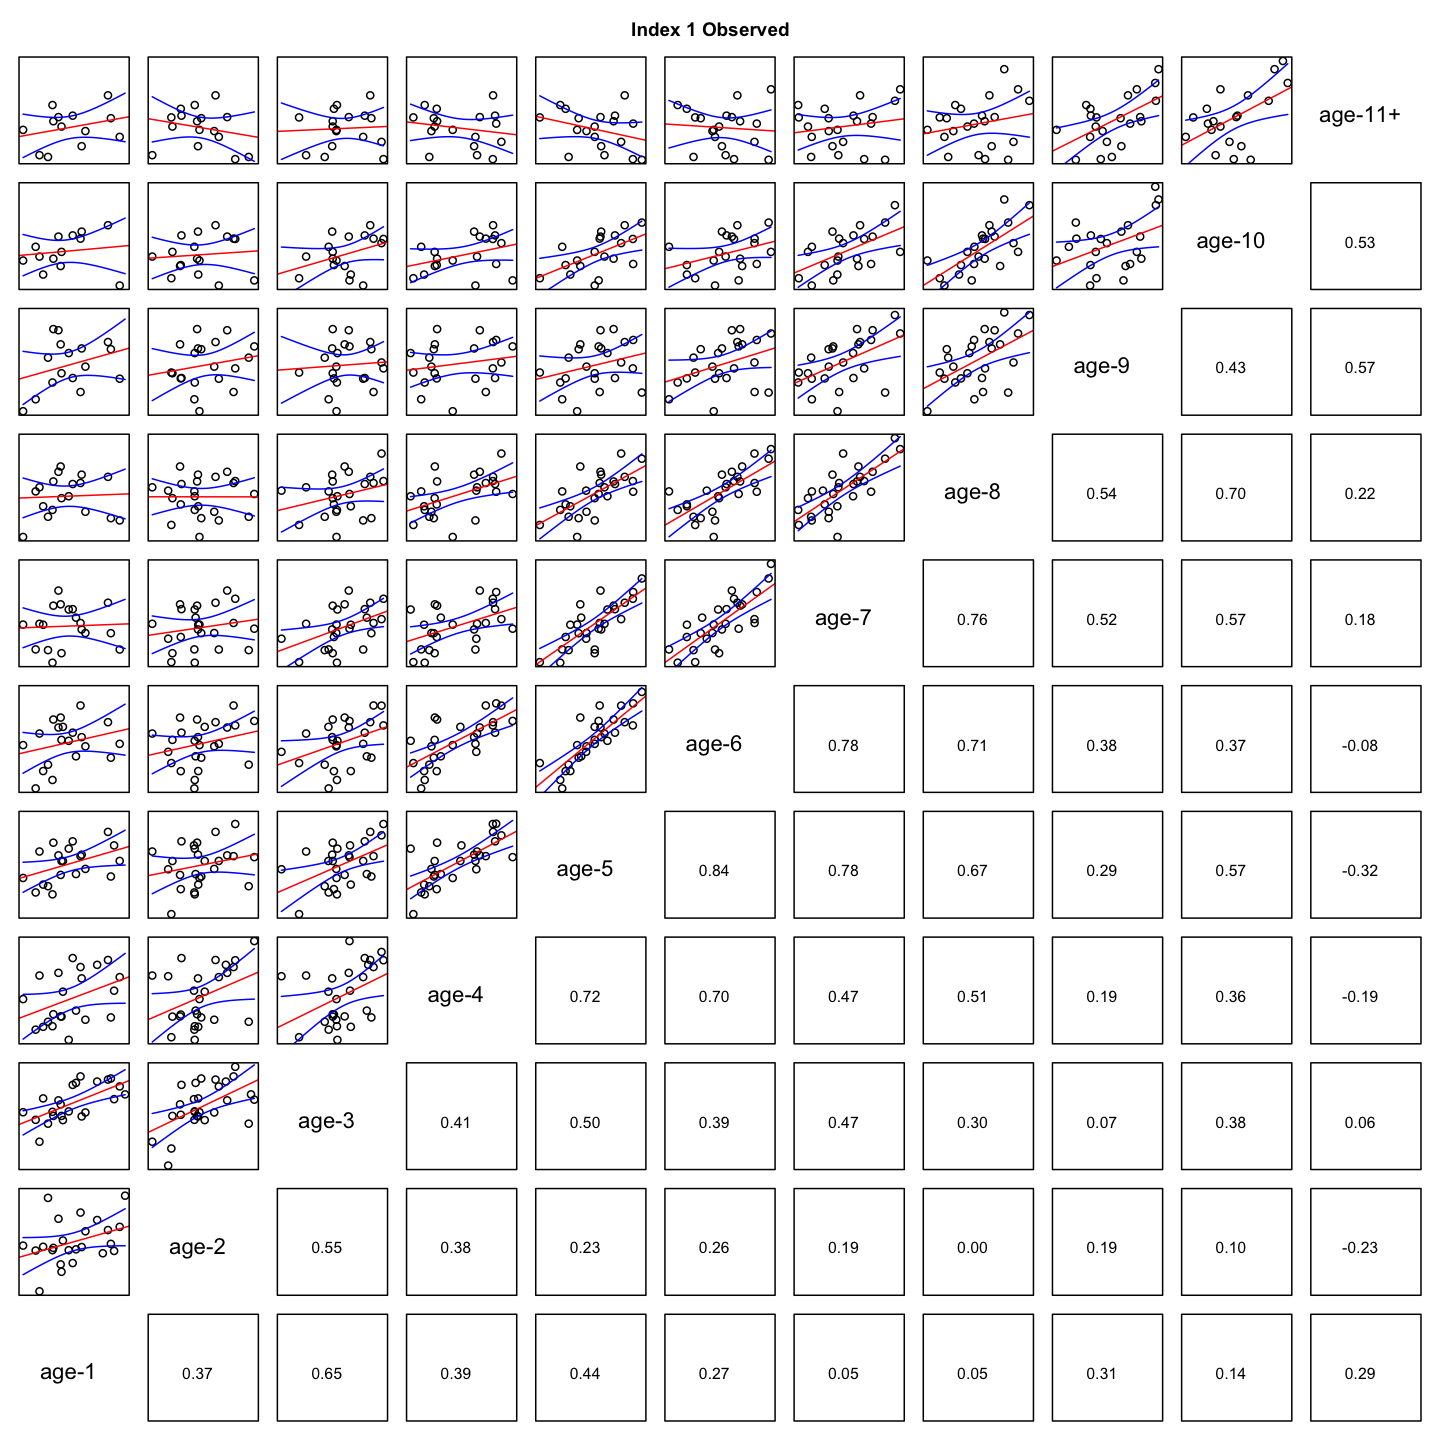 Index 1 Observed
age-11+
age-10 0.53
age-9 0.43 0.57
age-8 0.54 0.70 0.22
age-7 0.76 0.52 0.57 0.18
age-6 0.78 0.71 0.38 0.37 -0.08
age-5 0.84 0.78 0.67 0.29 0.57 -0.32
age-4 0.72 0.70 0.47 0.51 0.19 0.36 -0.19
age-3 0.41 0.50 0.39 0.47 0.30 0.07 0.38 0.06
age-2 0.55 0.38 0.23 0.26 0.19 0.00 0.19 0.10 -0.23
age-1 0.37 0.65 0.39 0.44 0.27 0.05 0.05 0.31 0.14 0.29